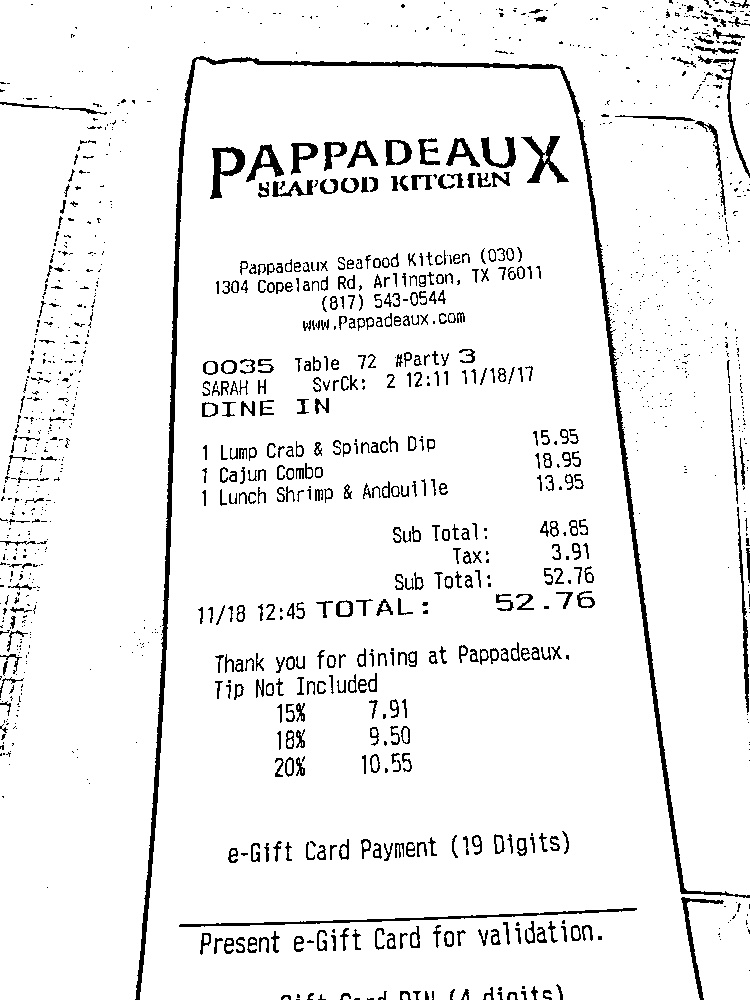 PAPPADEAUX
SEAFOOD KITCHEN
Pappadeaux Seafood Kitchen (030)
1304 Copeland Rd, Arlington, TX 76011
(817) 543-0544
www.Pappadeaux.com
0035 Table 72 #Party 3
SARAH H SvrCk: 2 12:11 11/18/17
DINE IN
1 Lump Crab & Spinach Dip 15.95
1 Cajun Combo 18.95
1 Lunch Shrimp & Andouille 13.95
Sub Total: 48.85
Tax: 3.91
Sub Total: 52.76
11/18 12:45 TOTAL: 52.76
Thank you for dining at Pappadeaux.
Tip Not Included
15% 7.91
18% 9.50
20% 10.55
e-Gift Card Payment (19 Digits)
Present e-Gift Card for validation.
Gift Card PIN (4 digits)